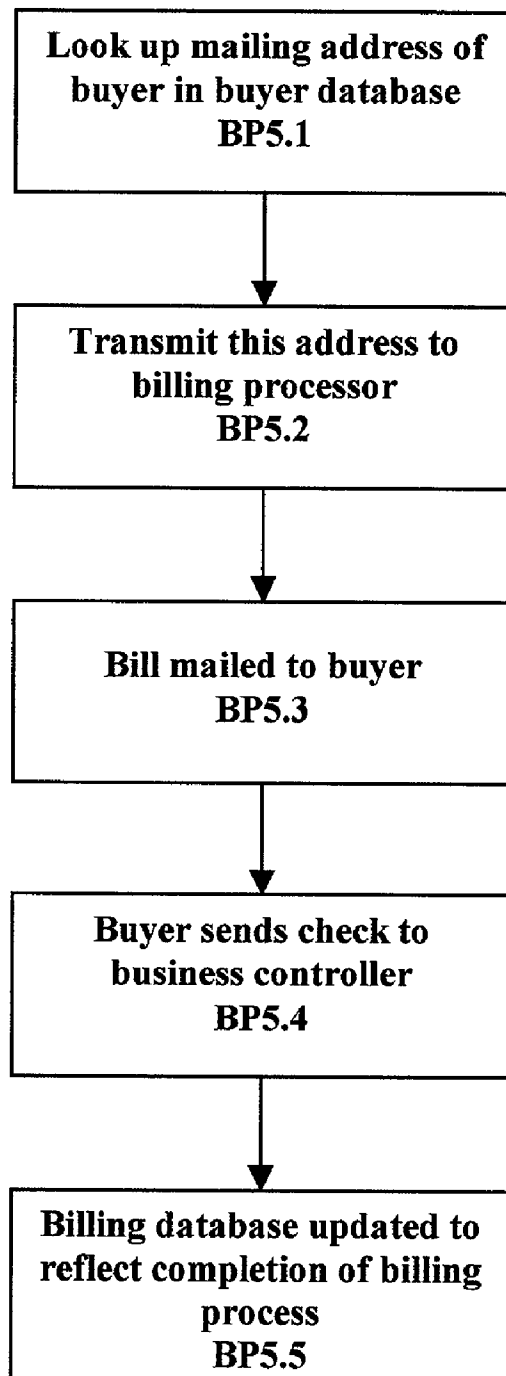 Look up mailing address of
buyer in buyer database
BP5.1
Transmit this address to
billing processor
BP5.2
Bill mailed to buyer
BP5.3
Buyer sends check to
business controller
BP5.4
Billing database updated to
reflect completion of billing
process
BP5.5